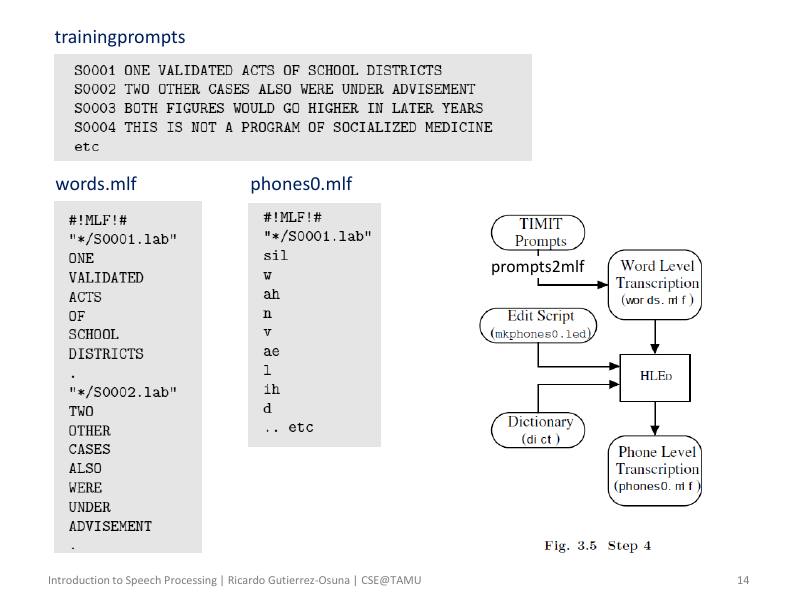 trainingprompts
S0001 ONE VALIDATED ACTS OF SCHOOL DISTRICTS
S0002 TWO OTHER CASES ALSO WERE UNDER ADVISEMENT
S0003 BOTH FIGURES WOULD GO HIGHER IN LATER YEARS
S0004 THIS IS NOT A PROGRAM OF SOCIALIZED MEDICINE
etc
words.mlf
#!MLF!#
"*/S0001.lab"
ONE
VALIDATED
ACTS
OF
SCHOOL
DISTRICTS
.
"*/S0002.lab"
TWO
OTHER
CASES
ALSO
WERE
UNDER
ADVISEMENT
.
phones0.mlf
#!MLF!#
"*/S0001.lab"
sil
w
ah
n
v
ae
l
ih
d
.. etc
TIMIT
Prompts
prompts2mlf
Word Level
Transcription
(words.mlf)
Edit Script
(mkphones0.led)
HLEd
Dictionary
(dict)
Phone Level
Transcription
(phones0.mlf)
Fig. 3.5 Step 4
Introduction to Speech Processing | Ricardo Gutierrez-Osuna | CSE@TAMU
14